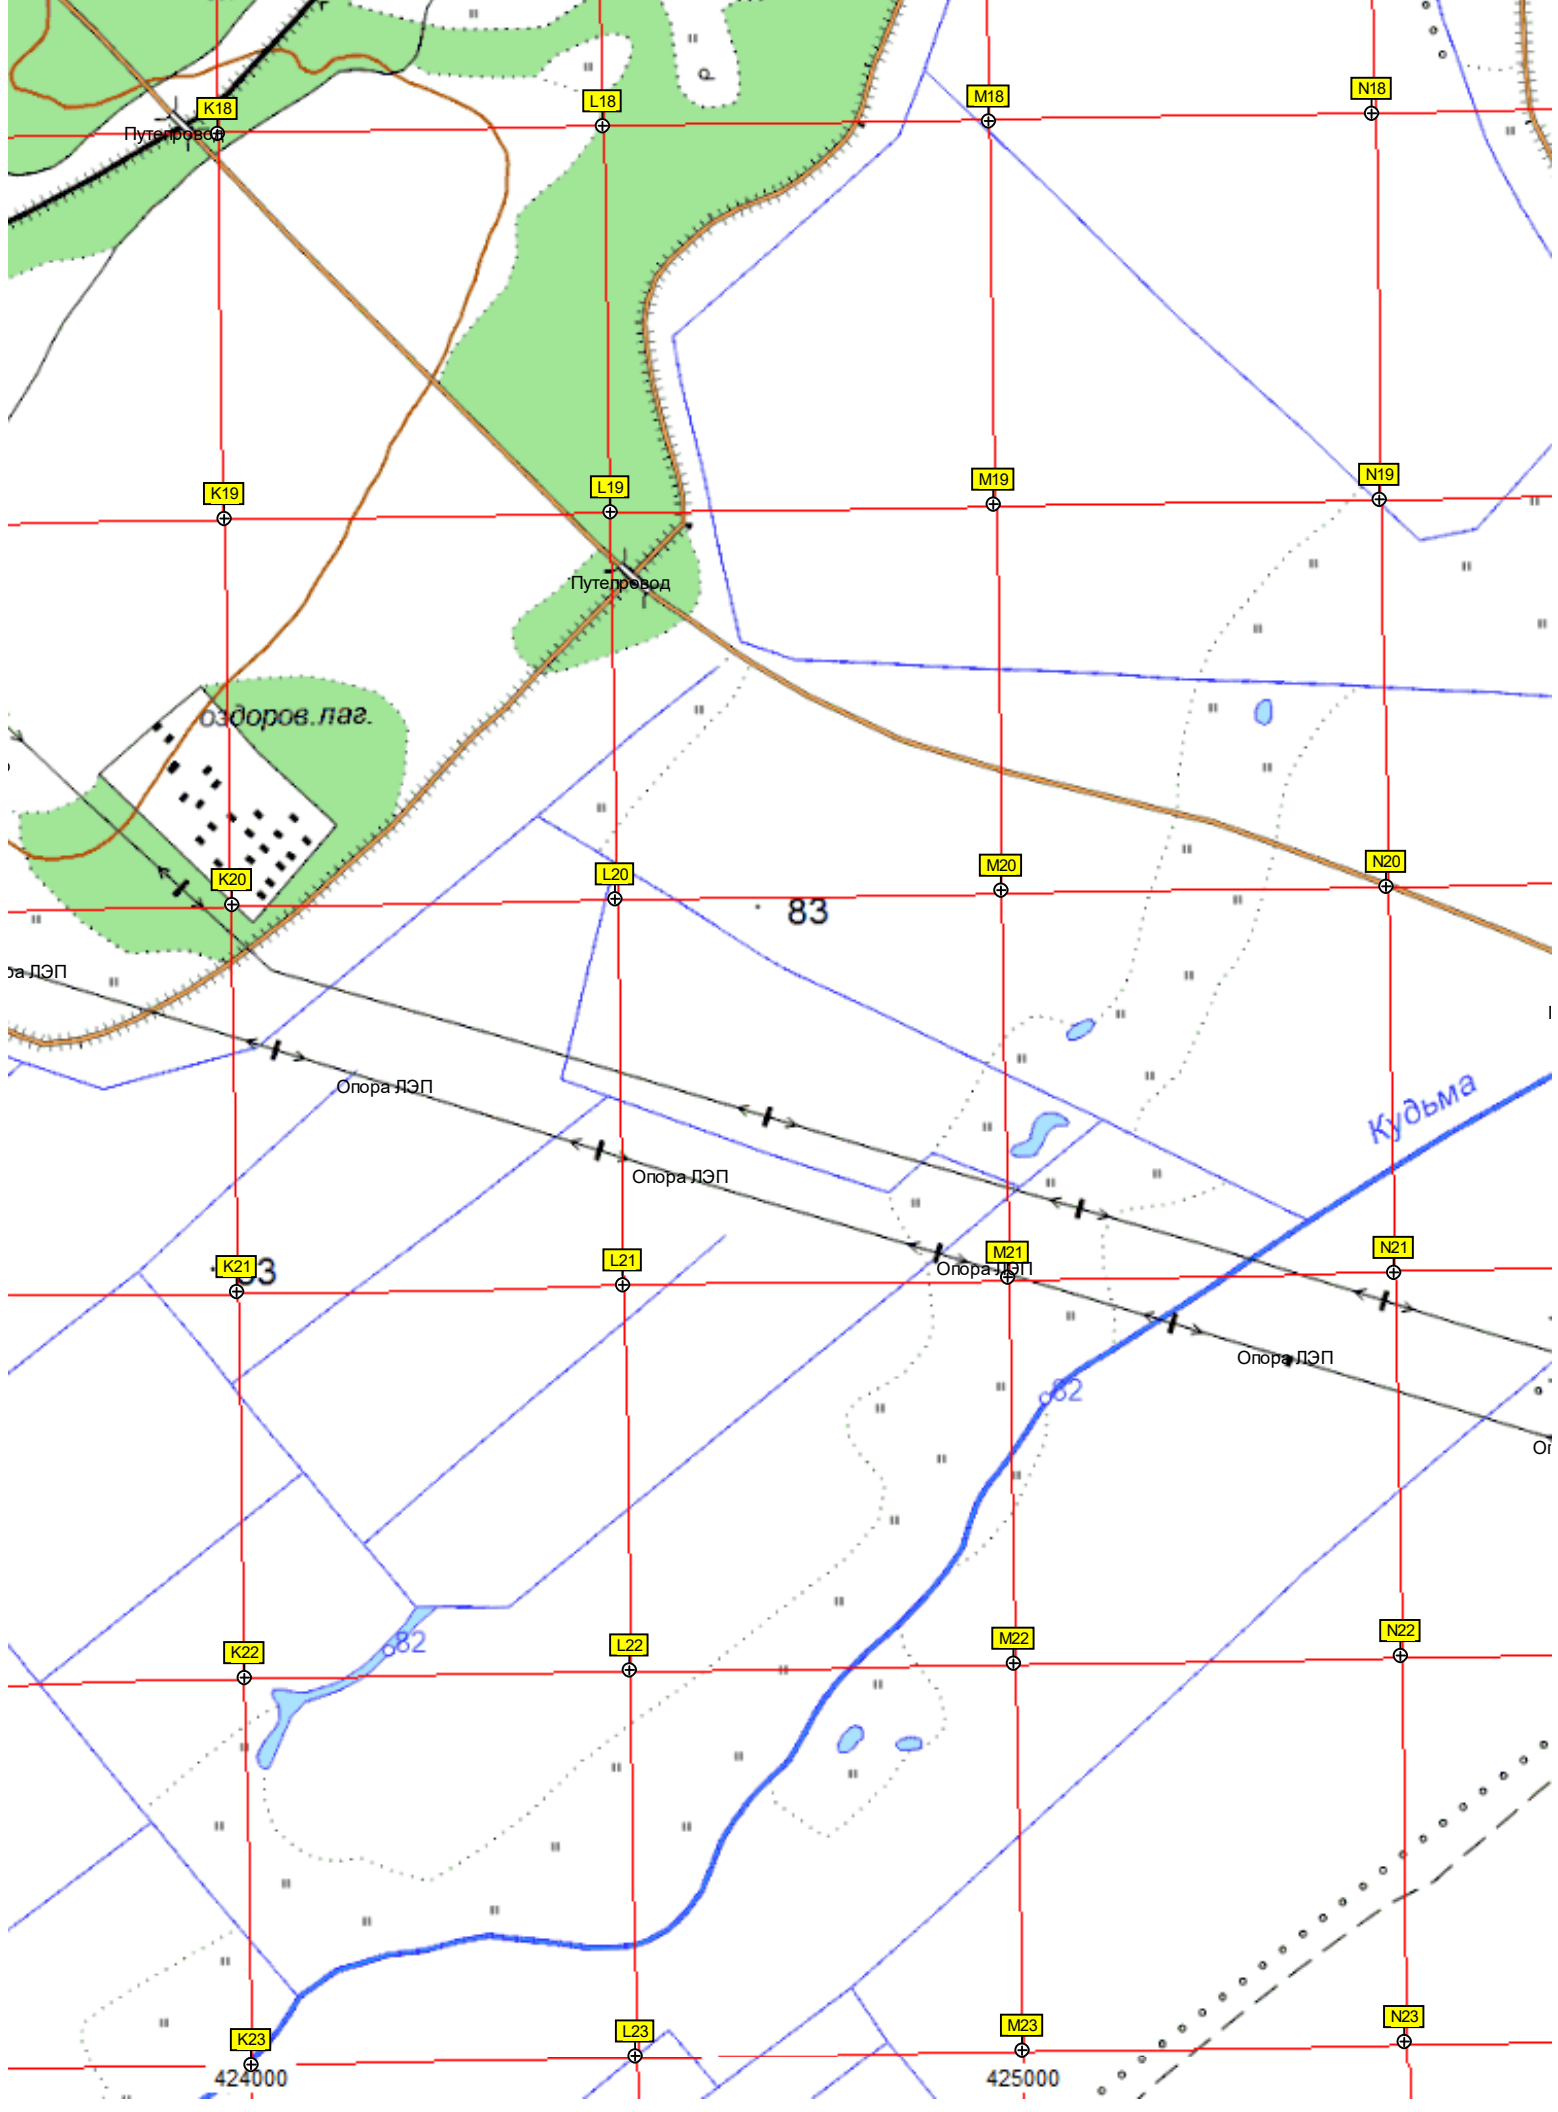 N18
M18
L18
K18
Путепровод
N19
M19
L19
K19
Путепровод
оздоров.лаг.
N20
M20
L20
K20
83
ра ЛЭП
Опора ЛЭП
Кудьма
Опора ЛЭП
N21
M21
L21
K21
Опора ЛЭП
Опора ЛЭП
82
N22
M22
L22
K22
82
N23
M23
L23
K23
424000
425000